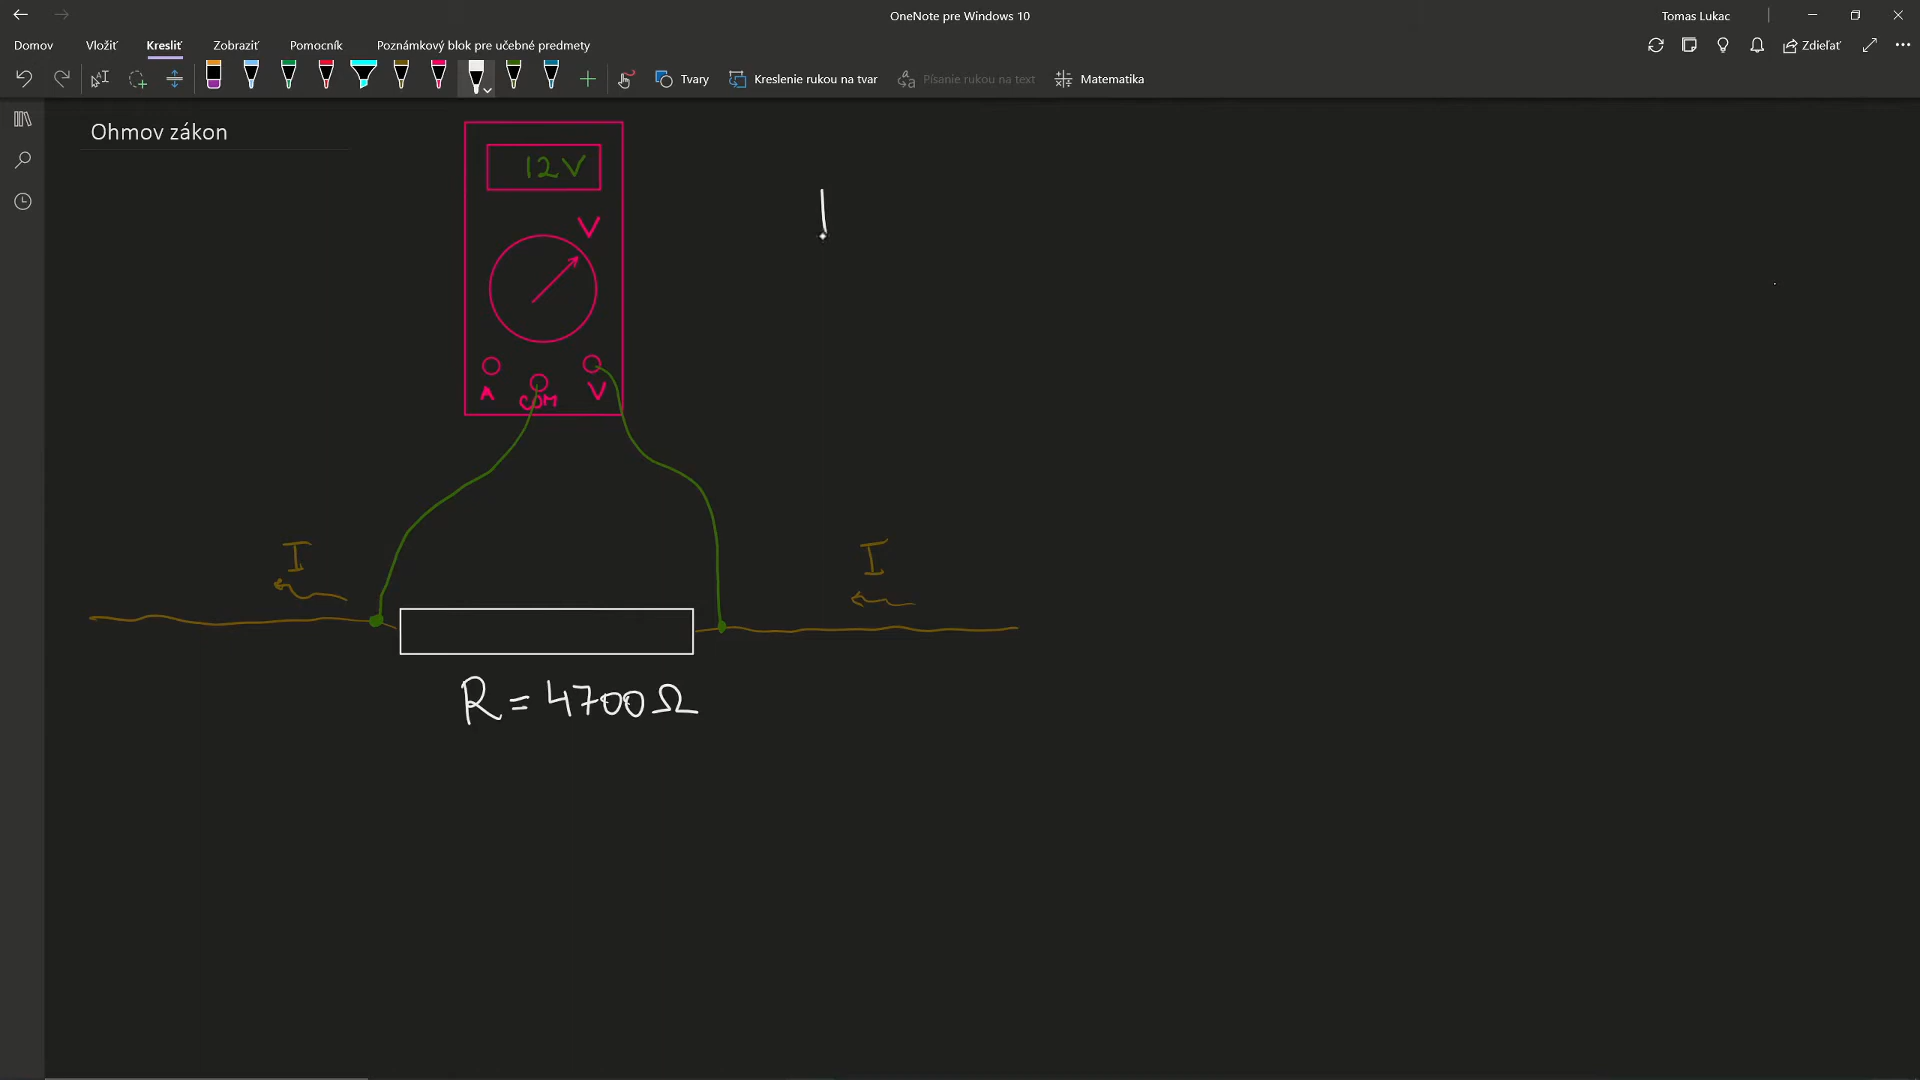 OneNote pre Windows 10
Tomas Lukac
Domov Vložiť Kresliť Zobraziť Pomocník Poznámkový blok pre učebné predmety
Zdieľať
Tvary Kreslenie rukou na tvar Písanie rukou na text Matematika
Ohmov zákon
12V
V
A COM V
I I
R = 4700Ω